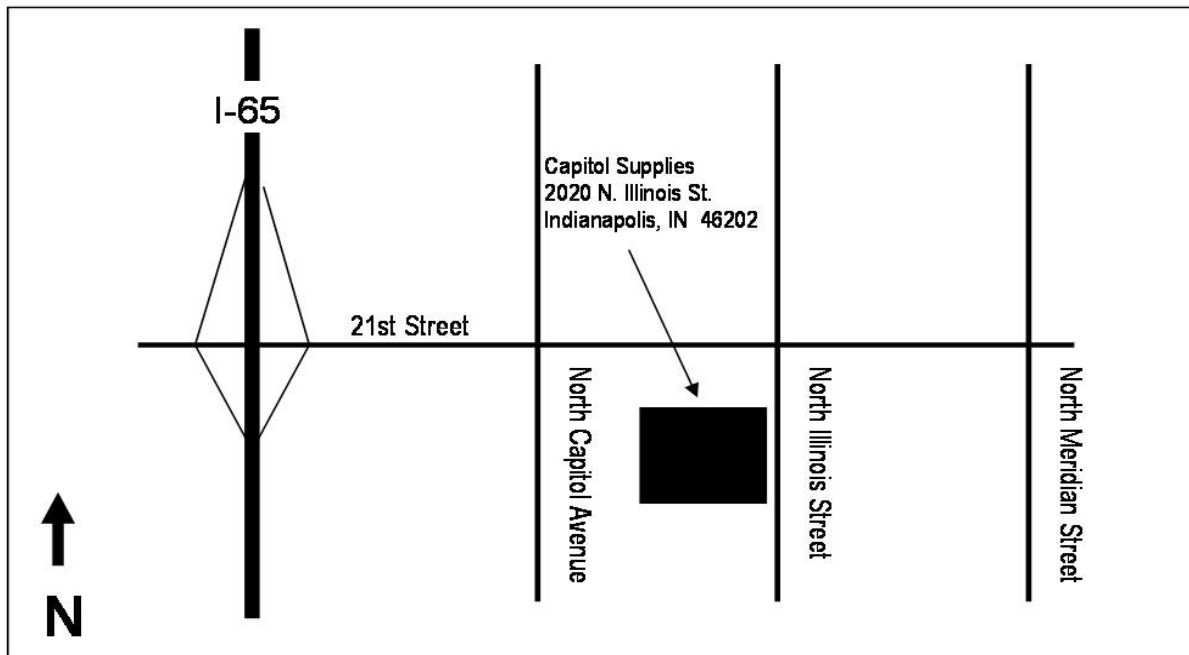 I-65
Capitol Supplies
2020 N. Illinois St.
Indianapolis, IN 46202
21st Street
North Capitol Avenue
North Illinois Street
North Meridian Street
N